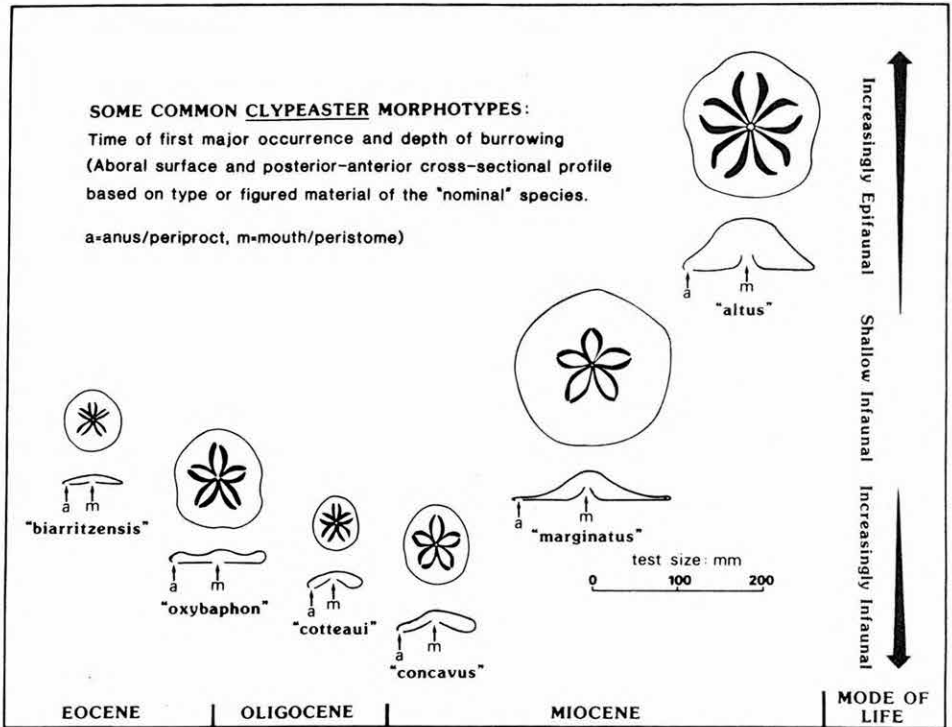 SOME COMMON CLYPEASTER MORPHOTYPES:
Time of first major occurrence and depth of burrowing
(Aboral surface and posterior-anterior cross-sectional profile
based on type or figured material of the "nominal" species.
a=anus/periproct, m=mouth/peristome)
a
m
"altus"
a
m
"biarritzensis"
a
m
"oxybaphon"
a
m
"cotteaui"
a
m
"concavus"
a
m
"marginatus"
test size: mm
0 100 200
Increasingly Epifaunal
Shallow Infaunal
Increasingly Infaunal
EOCENE
OLIGOCENE
MIOCENE
MODE OF
LIFE